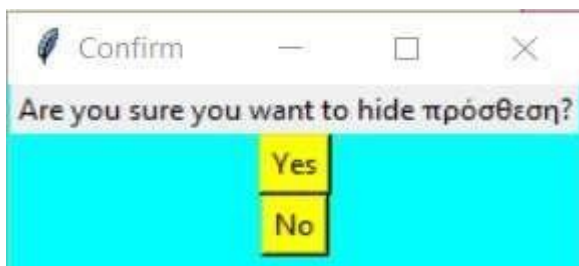 Confirm
Are you sure you want to hide πρόσθεση?
Yes
No